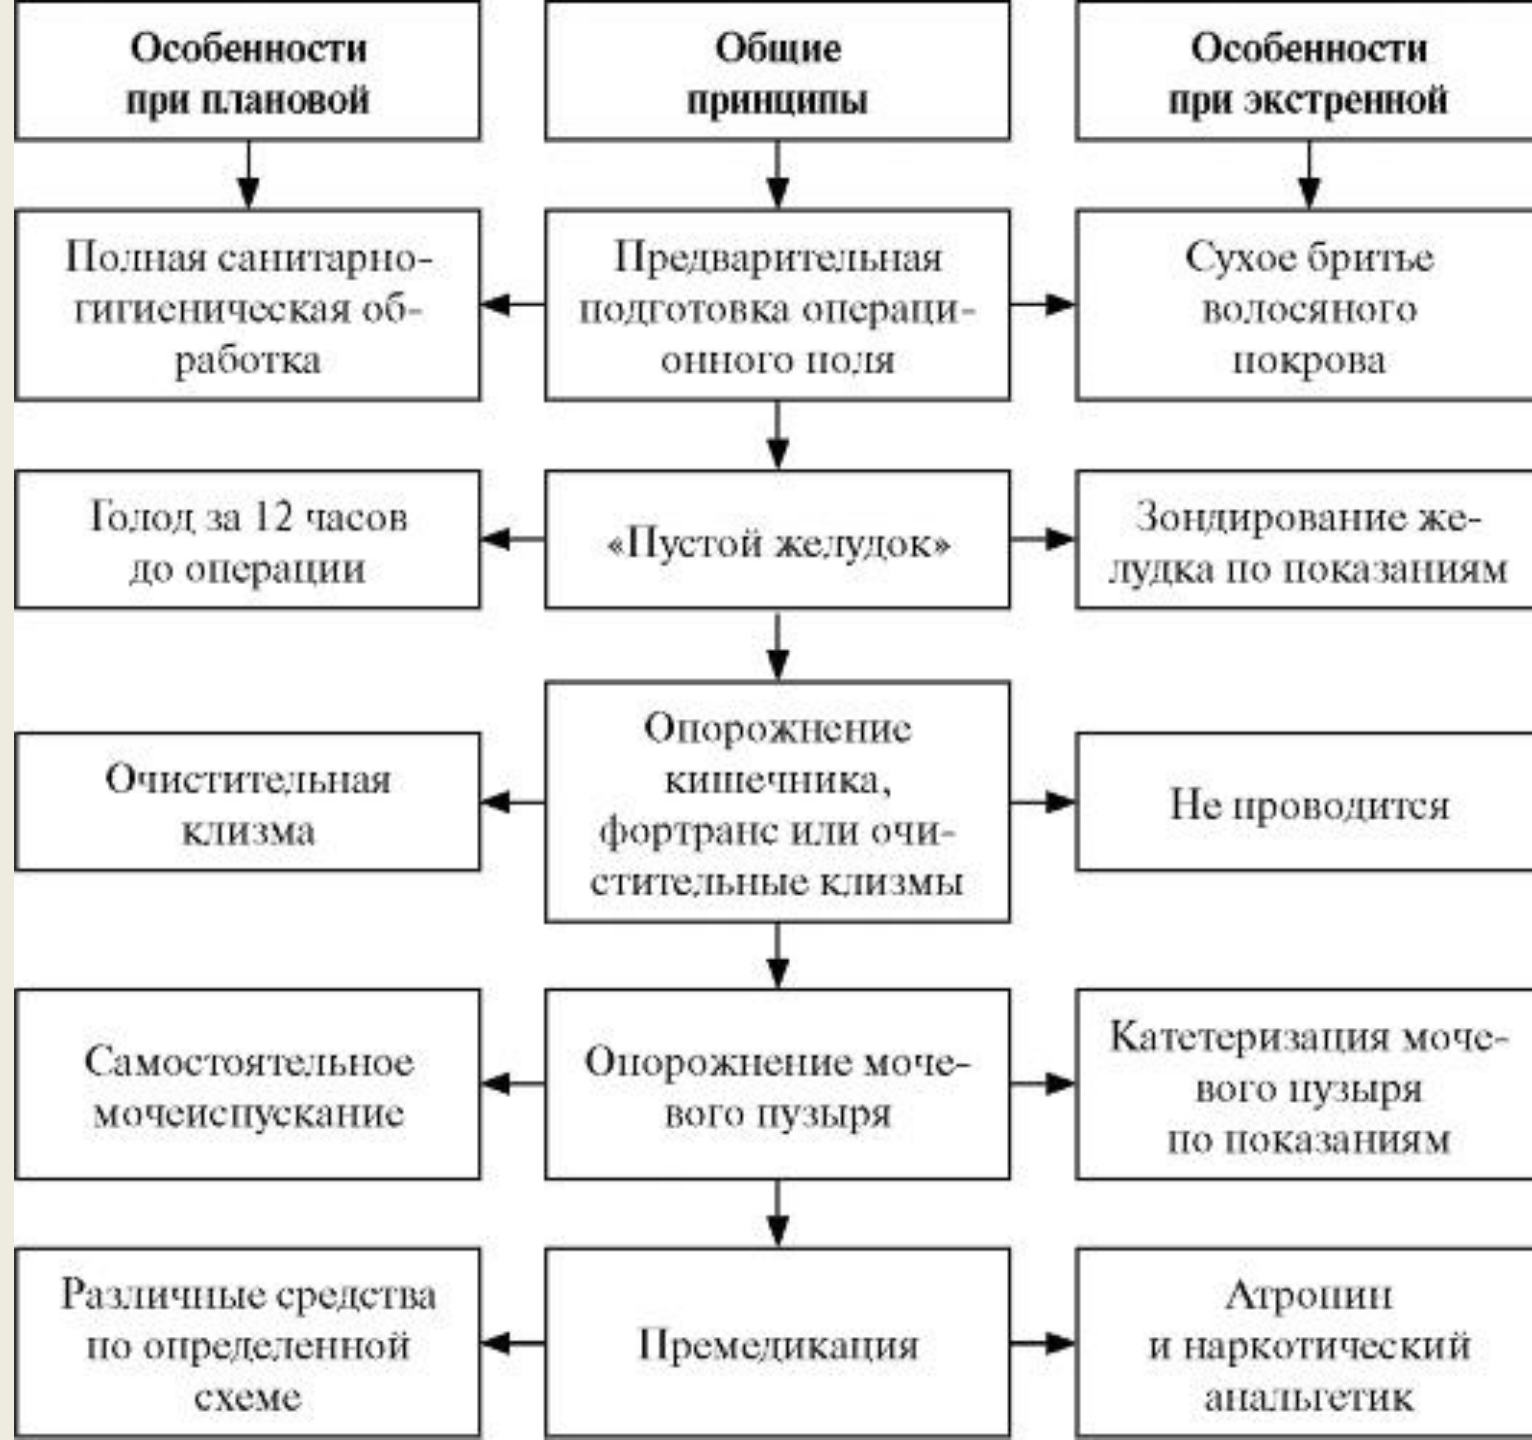 Особенности
при плановой
Общие
принципы
Особенности
при экстренной
Полная санитарно-
гигиеническая об-
работка
Предварительная
подготовка операци-
онного поля
Сухое бритье
волосяного
покрова
Голод за 12 часов
до операции
«Пустой желудок»
Зондирование же-
лудка по показаниям
Очистительная
клизма
Опорожнение
кишечника,
фортранс или очи-
стительные клизмы
Не проводится
Самостоятельное
мочеиспускание
Опорожнение моче-
вого пузыря
Катетеризация моче-
вого пузыря
по показаниям
Различные средства
по определенной
схеме
Премедикация
Атропин
и наркотический
анальгетик